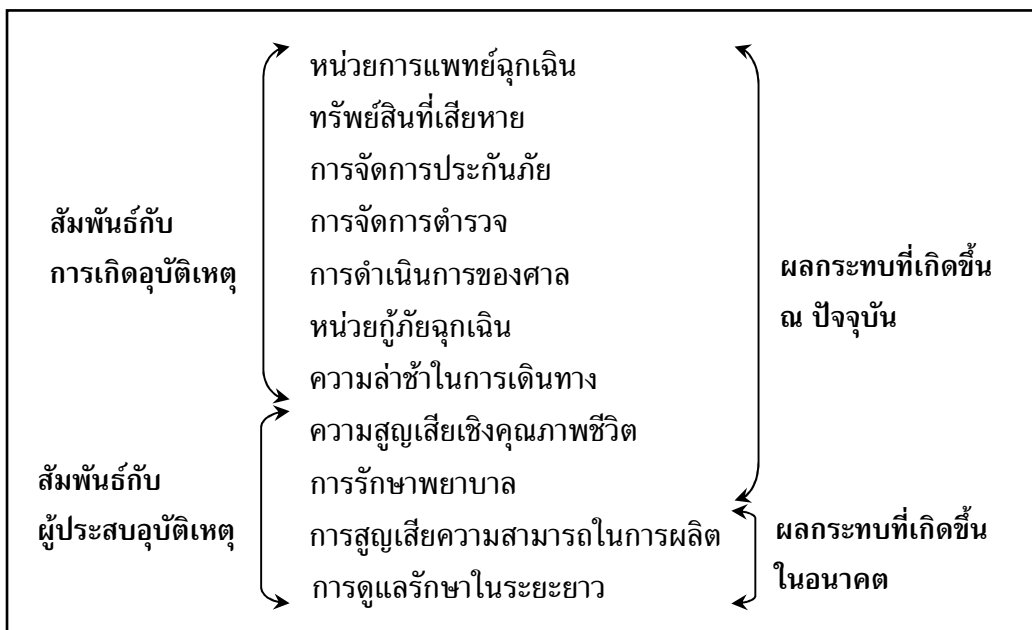 หน่วยการแพทย์ฉุกเฉิน
ทรัพย์สินที่เสียหาย
การจัดการประกันภัย
การจัดการตำรวจ
การดำเนินการของศาล
หน่วยกู้ภัยฉุกเฉิน
ความล่าช้าในการเดินทาง
ความสูญเสียเชิงคุณภาพชีวิต
การรักษาพยาบาล
การสูญเสียความสามารถในการผลิต
การดูแลรักษาในระยะยาว
สัมพันธ์กับ
การเกิดอุบัติเหตุ
สัมพันธ์กับ
ผู้ประสบอุบัติเหตุ
ผลกระทบที่เกิดขึ้น
ณ ปัจจุบัน
ผลกระทบที่เกิดขึ้น
ในอนาคต